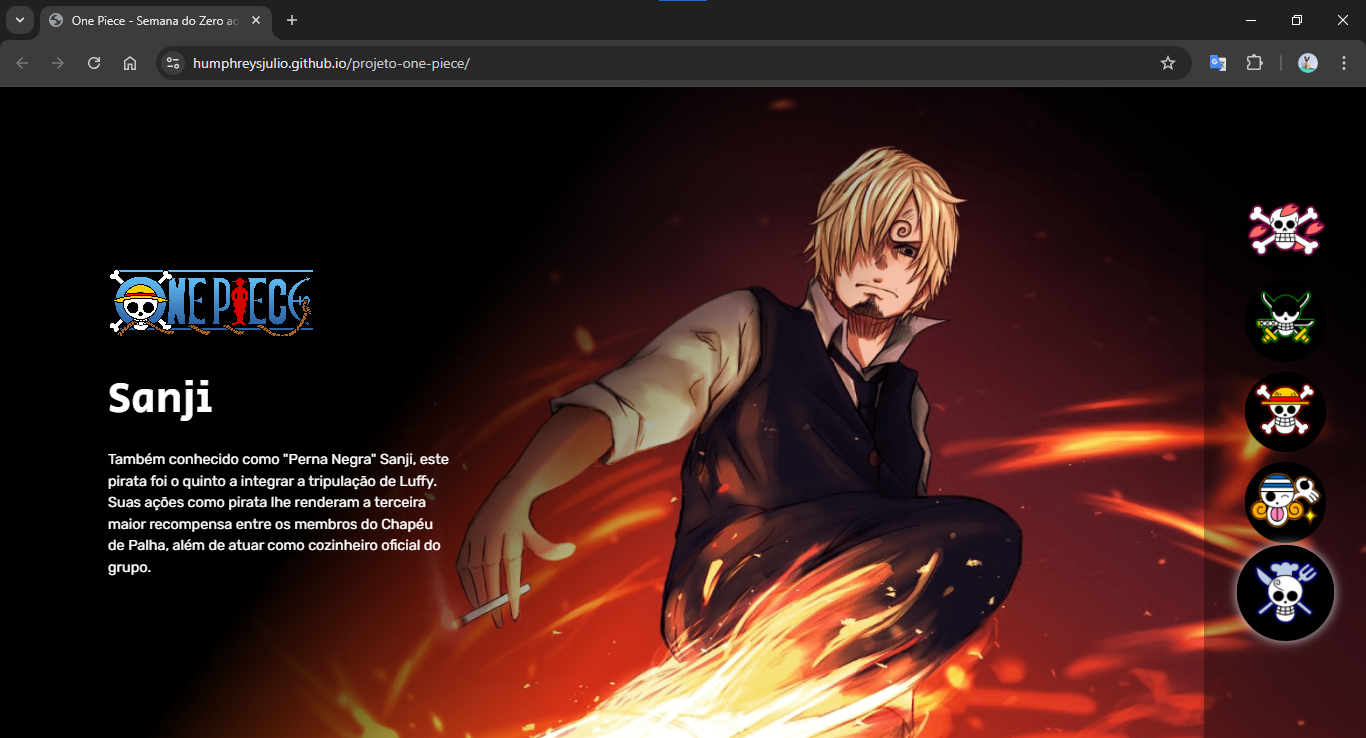 One Piece - Semana do Zero ao
humphreysjulio.github.io/projeto-one-piece/
ONE PIECE
Sanji
Também conhecido como "Perna Negra" Sanji, este
pirata foi o quinto a integrar a tripulação de Luffy.
Suas ações como pirata lhe renderam a terceira
maior recompensa entre os membros do Chapéu
de Palha, além de atuar como cozinheiro oficial do
grupo.